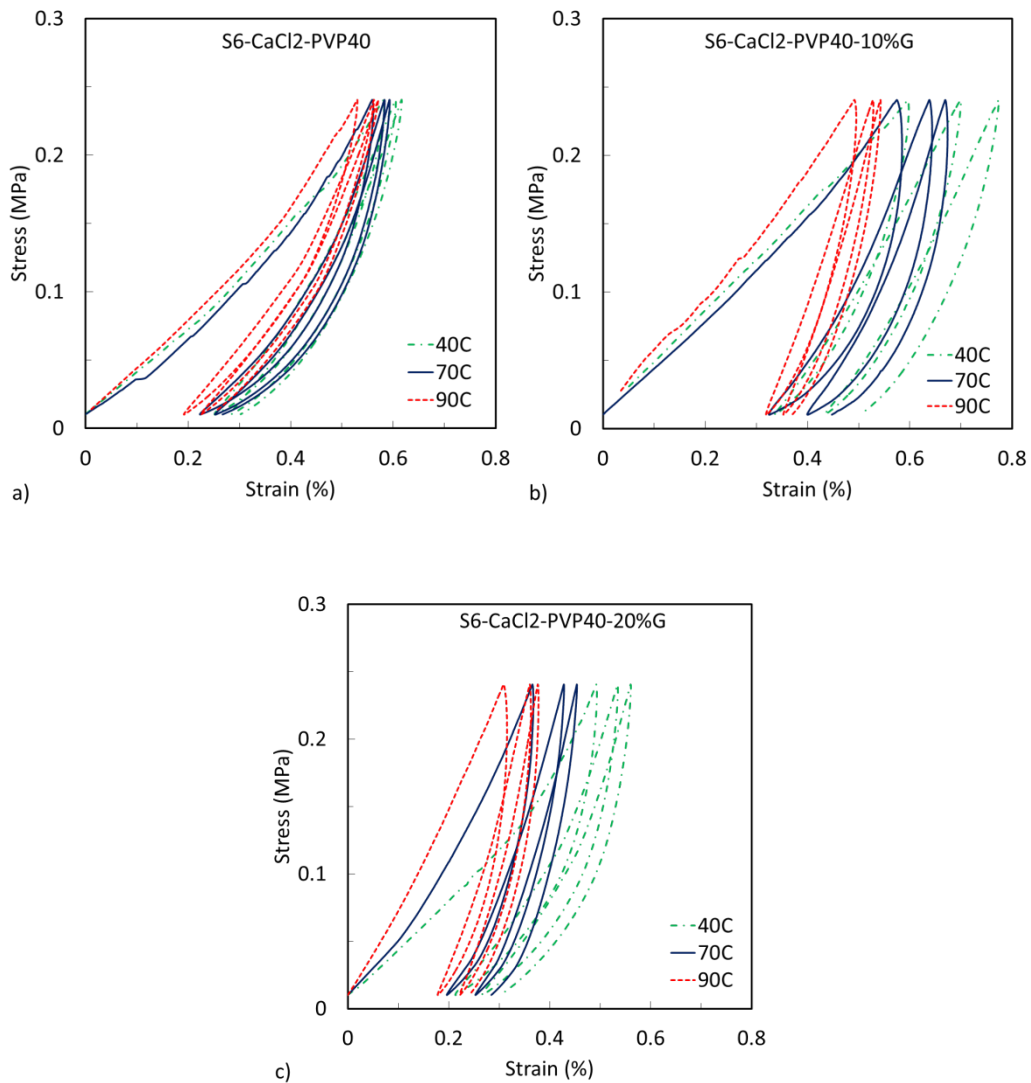 S6-CaCl2-PVP40
0.3
0.2
0.1
0
Stress (MPa)
40C
70C
90C
0 0.2 0.4 0.6 0.8
Strain (%)
a)
S6-CaCl2-PVP40-10%G
0.3
0.2
0.1
0
Stress (MPa)
40C
70C
90C
0 0.2 0.4 0.6 0.8
Strain (%)
b)
S6-CaCl2-PVP40-20%G
0.3
0.2
0.1
0
Stress (MPa)
40C
70C
90C
0 0.2 0.4 0.6 0.8
Strain (%)
c)